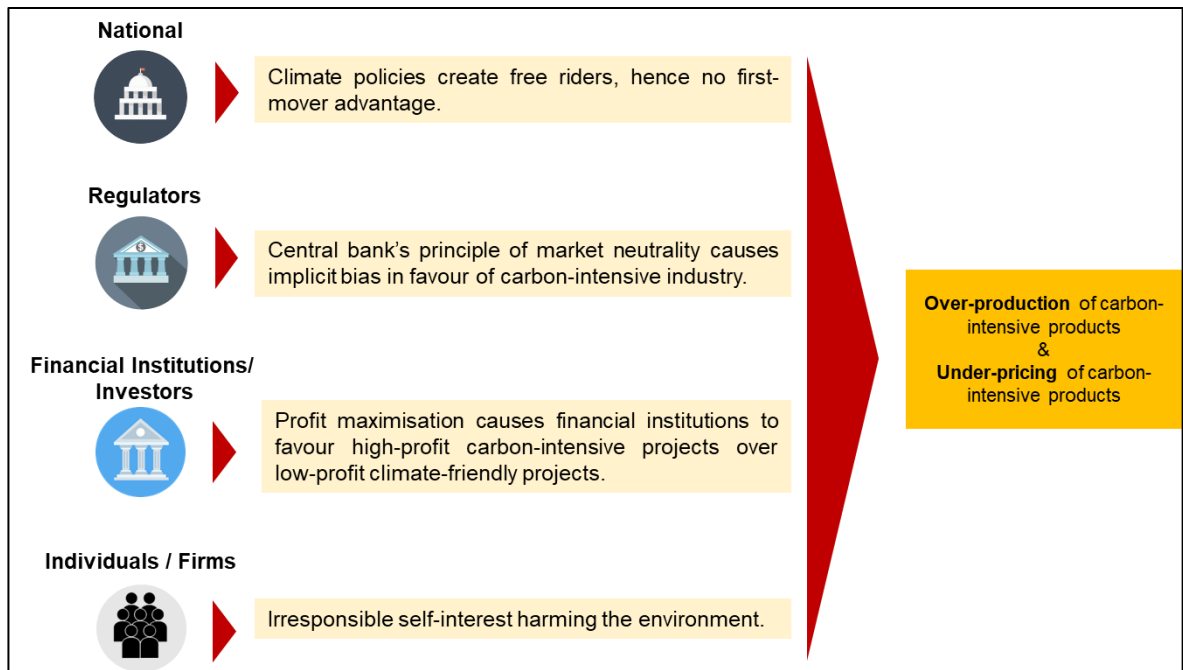 National
Climate policies create free riders, hence no first-
mover advantage.
Regulators
Central bank's principle of market neutrality causes
implicit bias in favour of carbon-intensive industry.
Financial Institutions/
Investors
Profit maximisation causes financial institutions to
favour high-profit carbon-intensive projects over
low-profit climate-friendly projects.
Individuals / Firms
Irresponsible self-interest harming the environment.
Over-production of carbon-
intensive products
&
Under-pricing of carbon-
intensive products